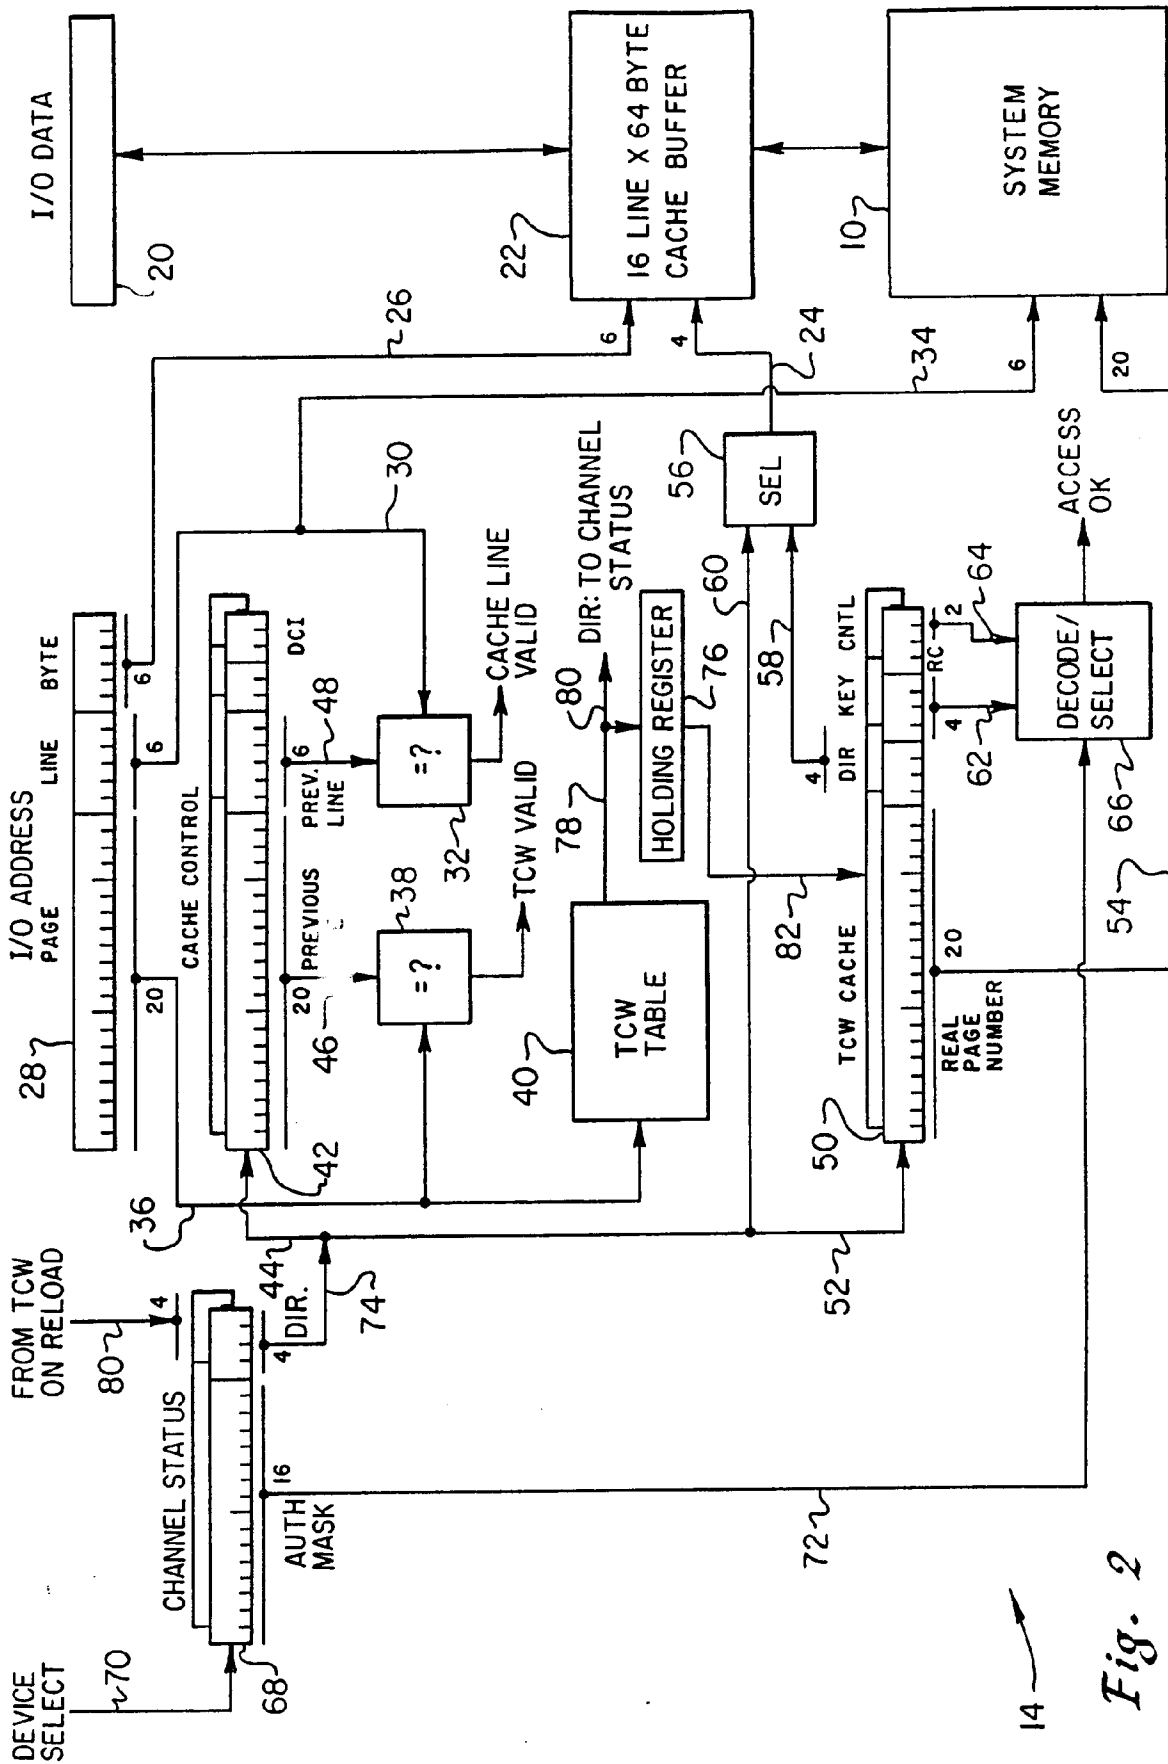 DEVICE
SELECT
70
68
CHANNEL STATUS
FROM TCW
ON RELOAD
80
4
16
AUTH
MASK
4
DIR.
74
72
44
52
36
28
I/O ADDRESS
PAGE
LINE
BYTE
20
6
6
CACHE CONTROL
42
DCI
20
PREVIOUS
46
6
PREV.
LINE
48
=?
38
=?
32
30
TCW VALID
CACHE LINE
VALID
40
TCW
TABLE
78
80
DIR: TO CHANNEL
STATUS
HOLDING REGISTER
76
82
60
58
56
SEL
24
50
TCW CACHE
4
DIR
KEY
CNTL
20
REAL
PAGE
NUMBER
4
RC
2
62
64
DECODE/
SELECT
66
ACCESS
OK
54
I/O DATA
20
26
6
4
22
16 LINE X 64 BYTE
CACHE BUFFER
34
6
20
10
SYSTEM
MEMORY
14
Fig. 2